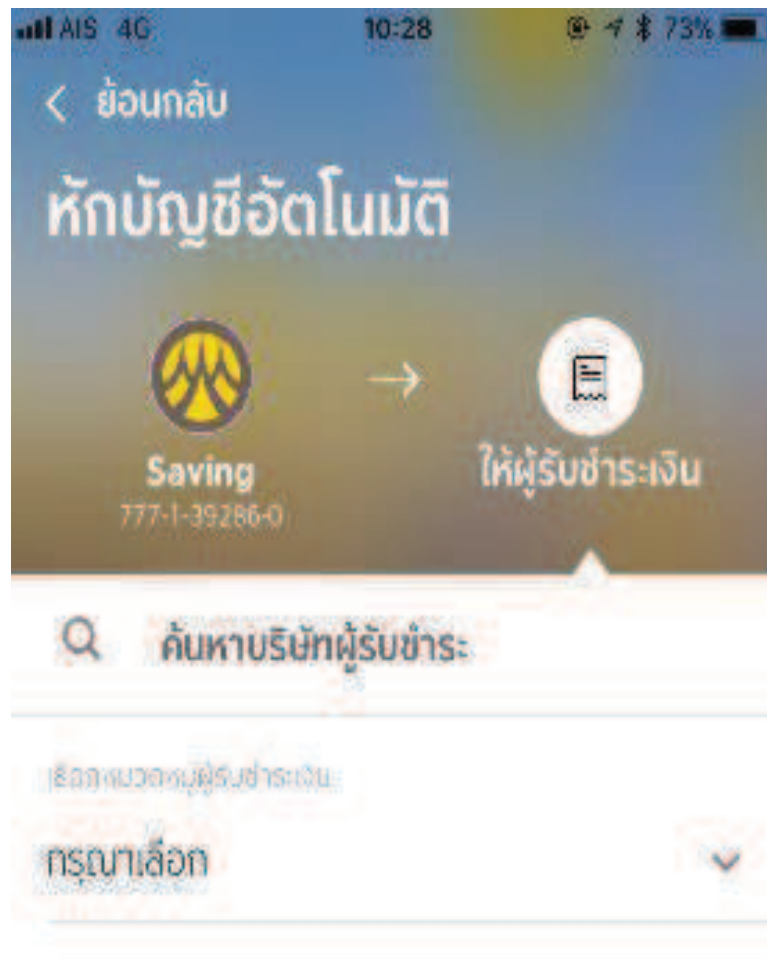 AIS 4G 10:28 73%
ย้อนกลับ
หักบัญชีอัตโนมัติ
Saving
777-1-39286-0
ให้ผู้รับชำระเงิน
ค้นหาบริษัทผู้รับชำระ
เลือกหมวดหมู่ผู้รับชำระเงิน
กรุณาเลือก